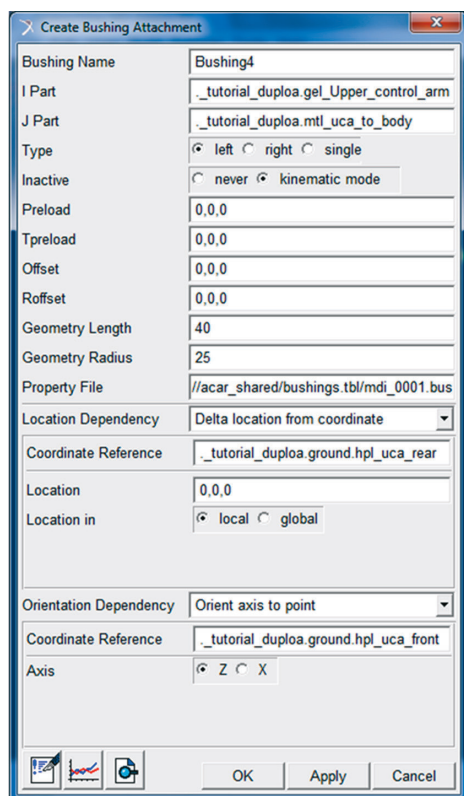 Create Bushing Attachment
Bushing Name Bushing4
I Part ._tutorial_duploa.gel_Upper_control_arm
J Part ._tutorial_duploa.mtl_uca_to_body
Type left right single
Inactive never kinematic mode
Preload 0,0,0
Tpreload 0,0,0
Offset 0,0,0
Roffset 0,0,0
Geometry Length 40
Geometry Radius 25
Property File //acar_shared/bushings.tbl/mdi_0001.bus
Location Dependency Delta location from coordinate
Coordinate Reference ._tutorial_duploa.ground.hpl_uca_rear
Location 0,0,0
Location in local global
Orientation Dependency Orient axis to point
Coordinate Reference ._tutorial_duploa.ground.hpl_uca_front
Axis Z X
OK Apply Cancel